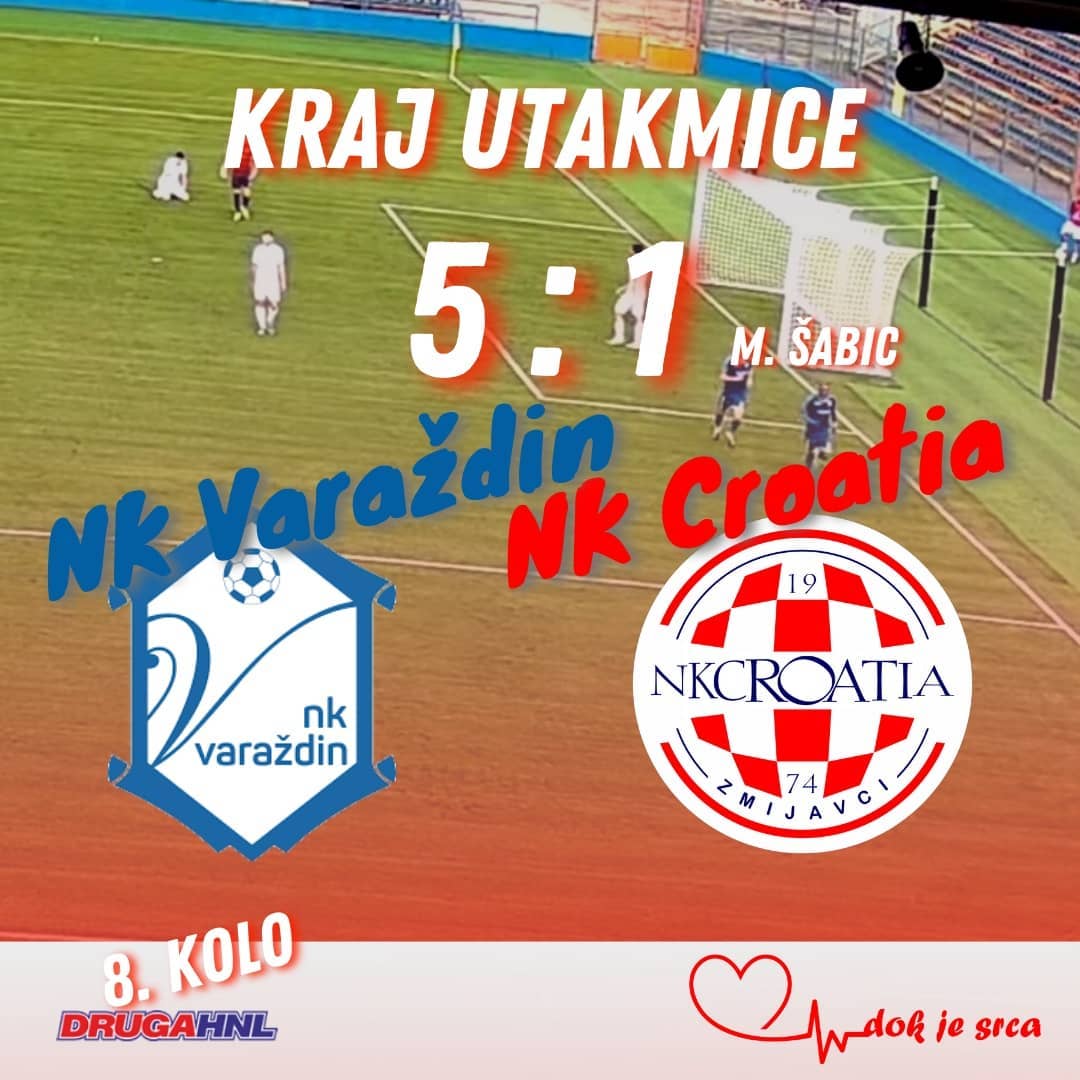 KRAJ UTAKMICE
5:1
M. ŠABIC
NK Varaždin
NK Croatia
nk
varaždin
19
NKCROATIA
74
ZMIJAVCI
8. KOLO
DRUGAHNL
dok je srca